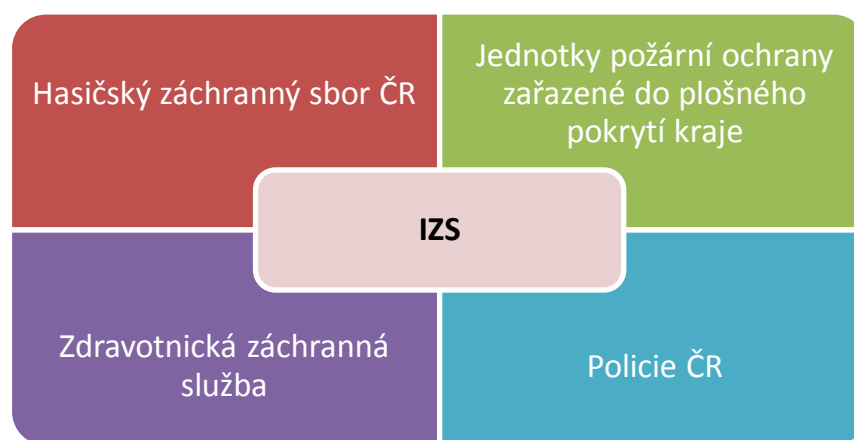 Hasičský záchranný sbor ČR
Jednotky požární ochrany
zařazené do plošného
pokrytí kraje
IZS
Zdravotnická záchranná
služba
Policie ČR